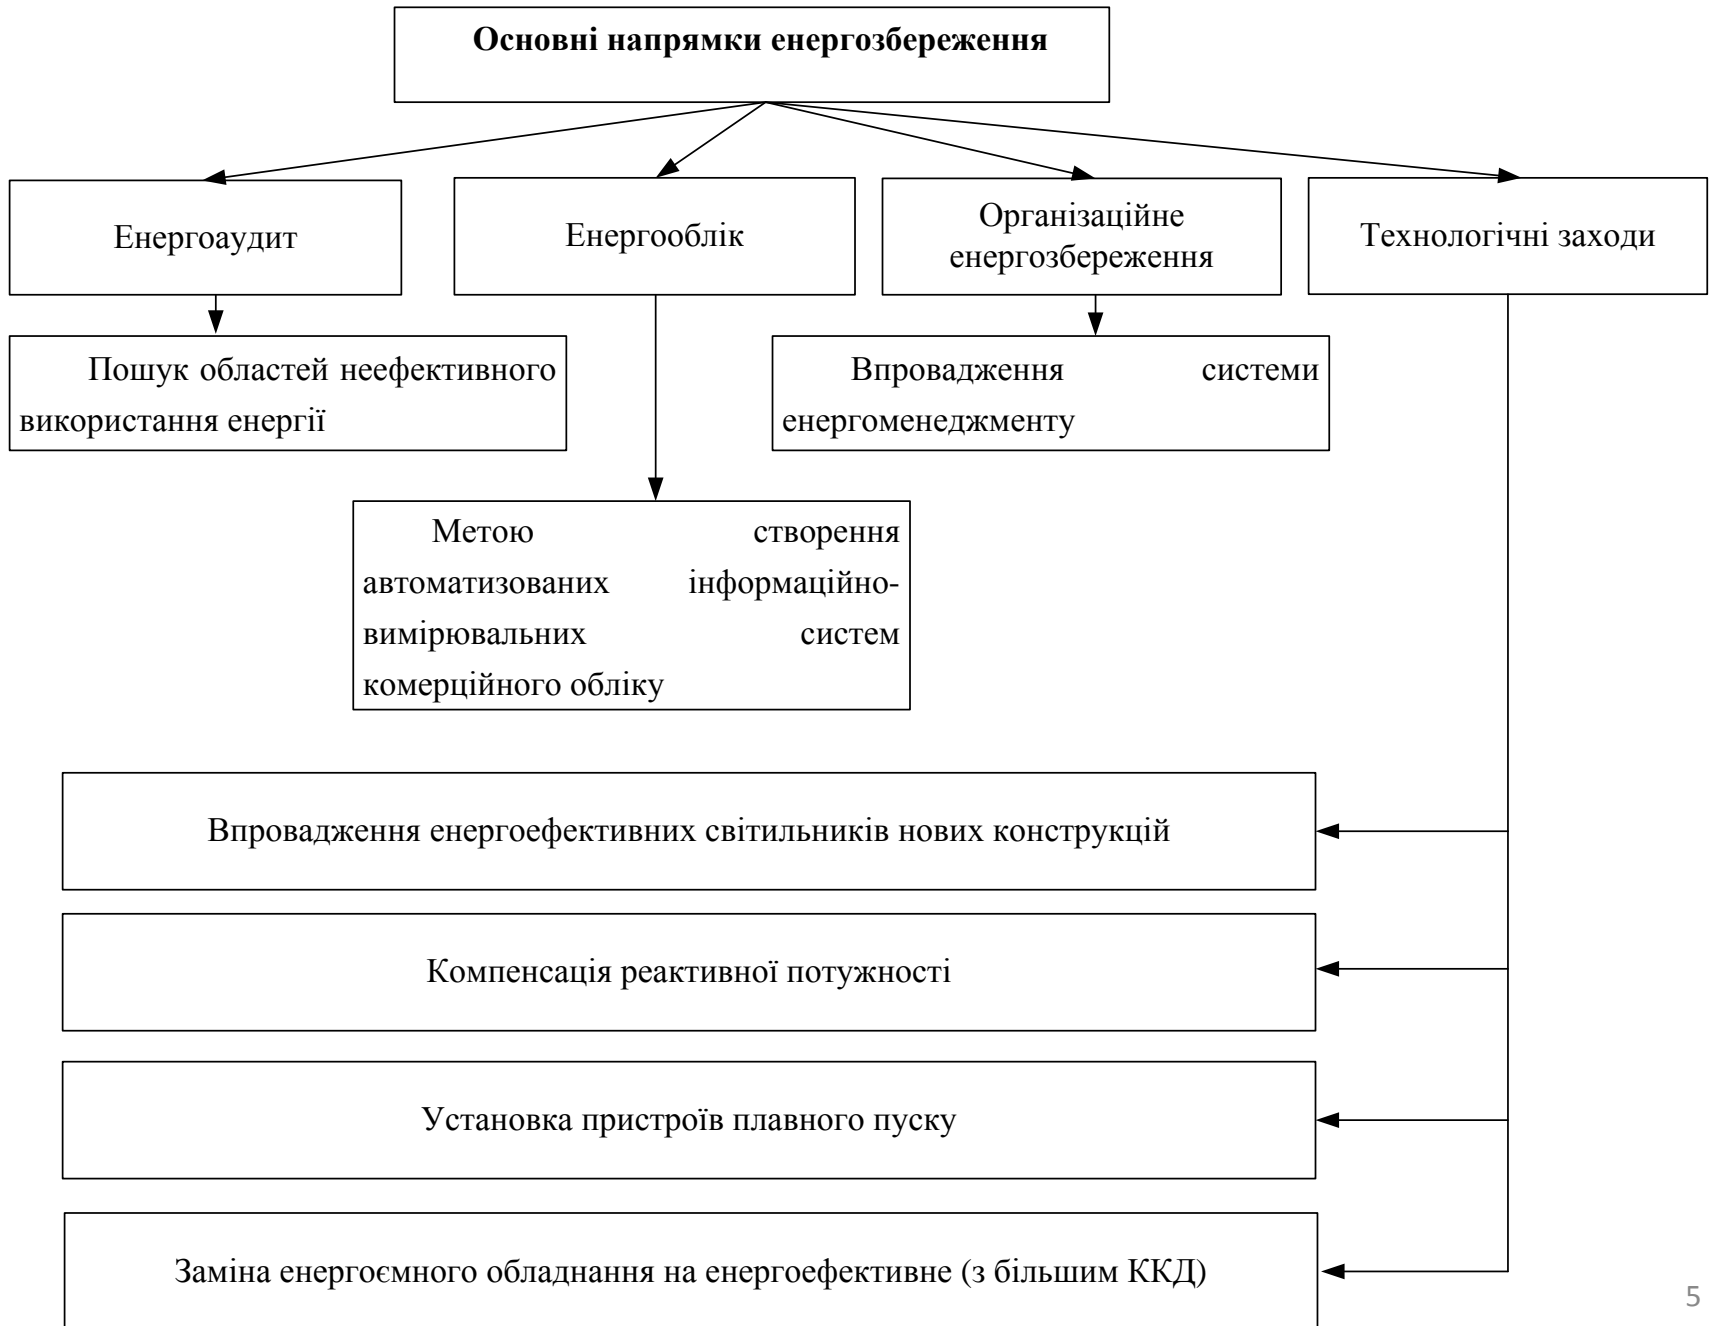 Основні напрямки енергозбереження
Енергоаудит
Енергооблік
Організаційне
енергозбереження
Технологічні заходи
Пошук областей неефективного
використання енергії
Впровадження системи
енергоменеджменту
Метою створення
автоматизованих інформаційно-
вимірювальних систем
комерційного обліку
Впровадження енергоефективних світильників нових конструкцій
Компенсація реактивної потужності
Установка пристроїв плавного пуску
Заміна енергоємного обладнання на енергоефективне (з більшим ККД)
5